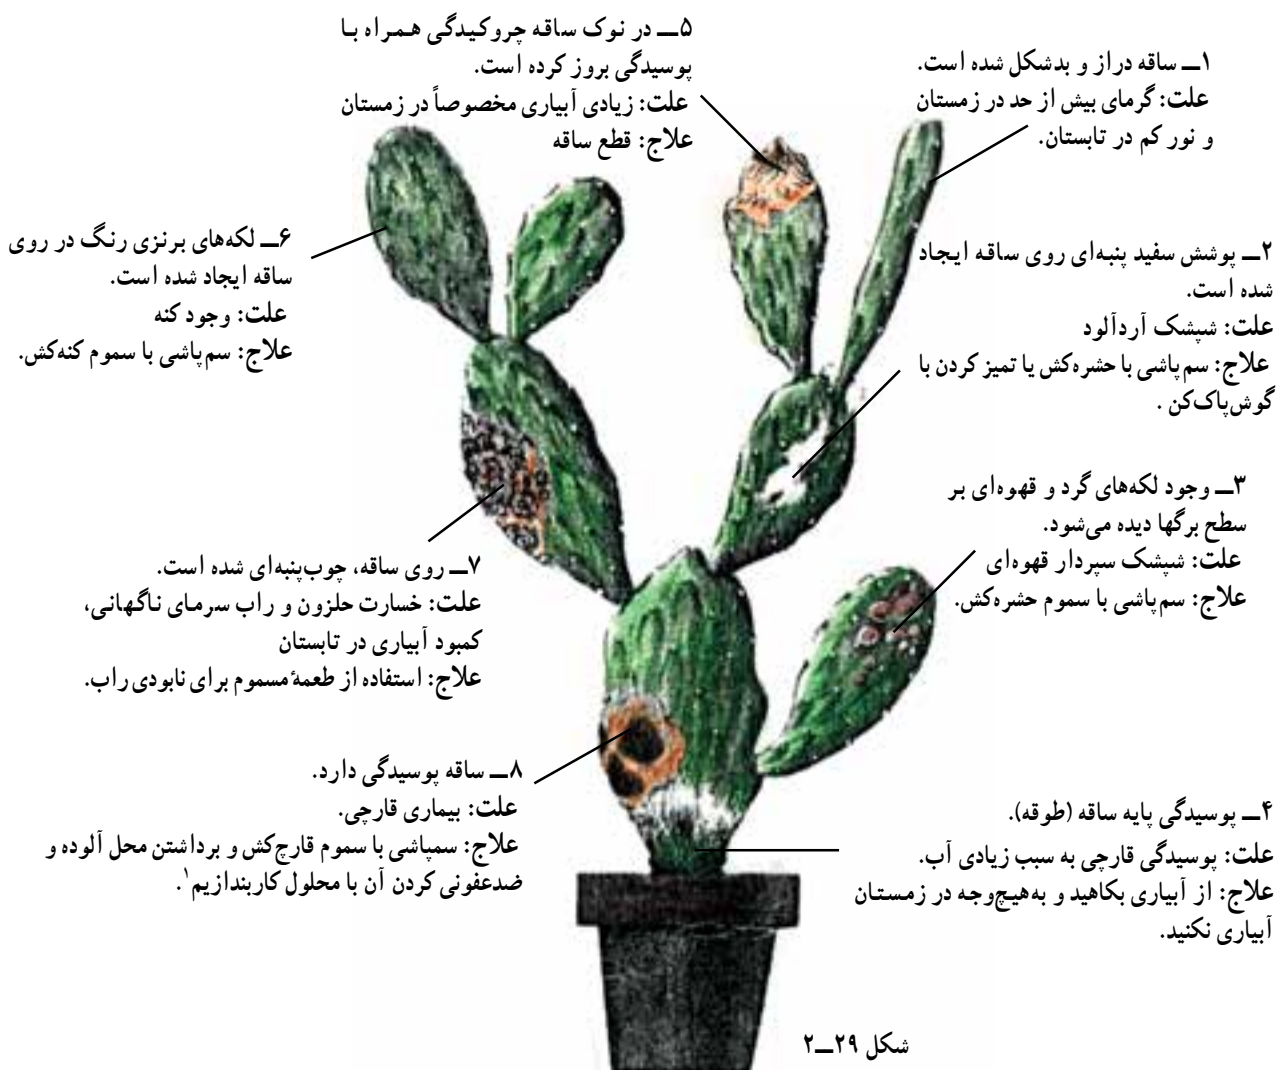 ۱ــ ساقه دراز و بدشکل شده است.
علت: گرمای بیش از حد در زمستان
و نور کم در تابستان.
۲ــ پوشش سفید پنبه‌ای روی ساقه ایجاد
شده است.
علت: شپشک آردآلود
علاج: سم‌پاشی با حشره‌کش یا تمیز کردن با
گوش‌پاک‌کن .
۳ــ وجود لکه‌های گرد و قهوه‌ای بر
سطح برگها دیده می‌شود.
علت: شپشک سپردار قهوه‌ای
علاج: سم‌پاشی با سموم حشره‌کش.
۴ــ پوسیدگی پایه ساقه (طوقه).
علت: پوسیدگی قارچی به سبب زیادی آب.
علاج: از آبیاری بکاهید و به‌هیچ‌وجه در زمستان
آبیاری نکنید.
۵ــ در نوک ساقه چروکیدگی همراه با
پوسیدگی بروز کرده است.
علت: زیادی آبیاری مخصوصاً در زمستان
علاج: قطع ساقه
۶ــ لکه‌های برنزی رنگ در روی
ساقه ایجاد شده است.
علت: وجود کنه
علاج: سم‌پاشی با سموم کنه‌کش.
۷ــ روی ساقه، چوب‌پنبه‌ای شده است.
علت: خسارت حلزون و راب سرمای ناگهانی،
کمبود آبیاری در تابستان
علاج: استفاده از طعمهٔ مسموم برای نابودی راب.
۸ــ ساقه پوسیدگی دارد.
علت: بیماری قارچی.
علاج: سمپاشی با سموم قارچ‌کش و برداشتن محل آلوده و
ضدعفونی کردن آن با محلول کاربندازیم۱.
شکل ۲۹ــ۲